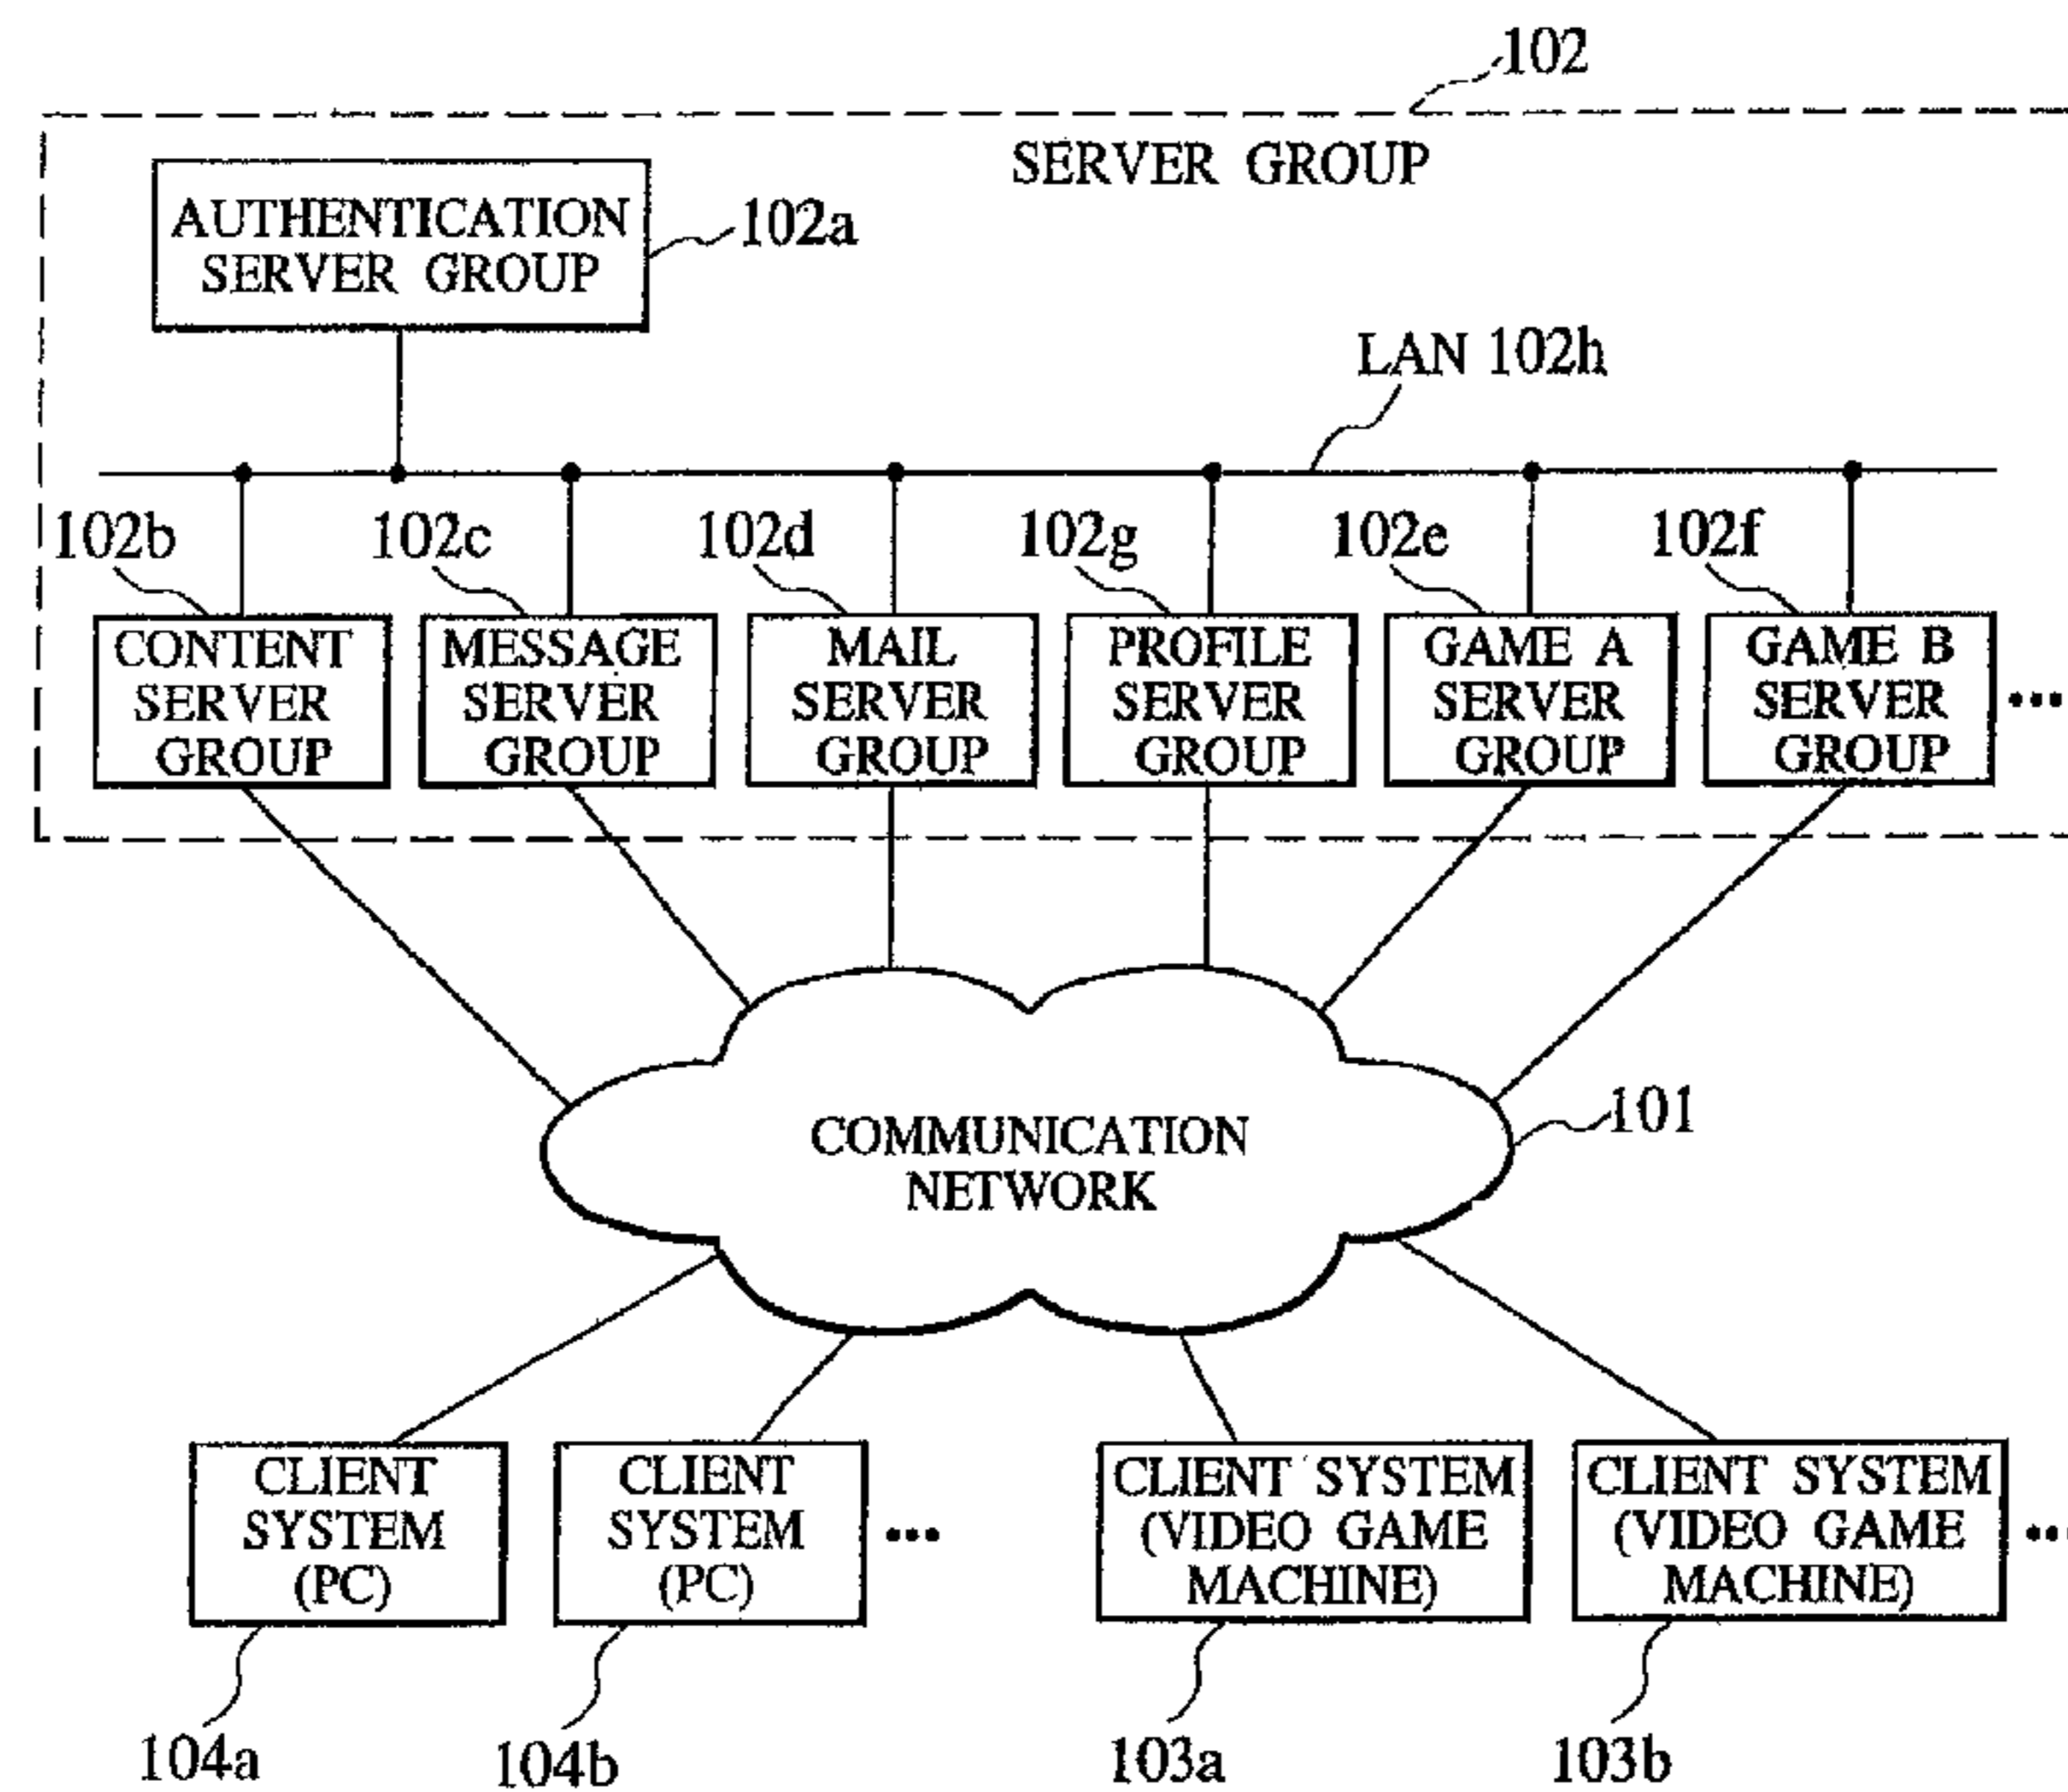 102
SERVER GROUP
AUTHENTICATION
SERVER GROUP
102a
LAN 102h
102b
102c
102d
102g
102e
102f
CONTENT
SERVER
GROUP
MESSAGE
SERVER
GROUP
MAIL
SERVER
GROUP
PROFILE
SERVER
GROUP
GAME A
SERVER
GROUP
GAME B
SERVER
GROUP
...
COMMUNICATION
NETWORK
101
CLIENT
SYSTEM
(PC)
CLIENT
SYSTEM
(PC)
...
CLIENT SYSTEM
(VIDEO GAME
MACHINE)
CLIENT SYSTEM
(VIDEO GAME
MACHINE)
...
104a
104b
103a
103b